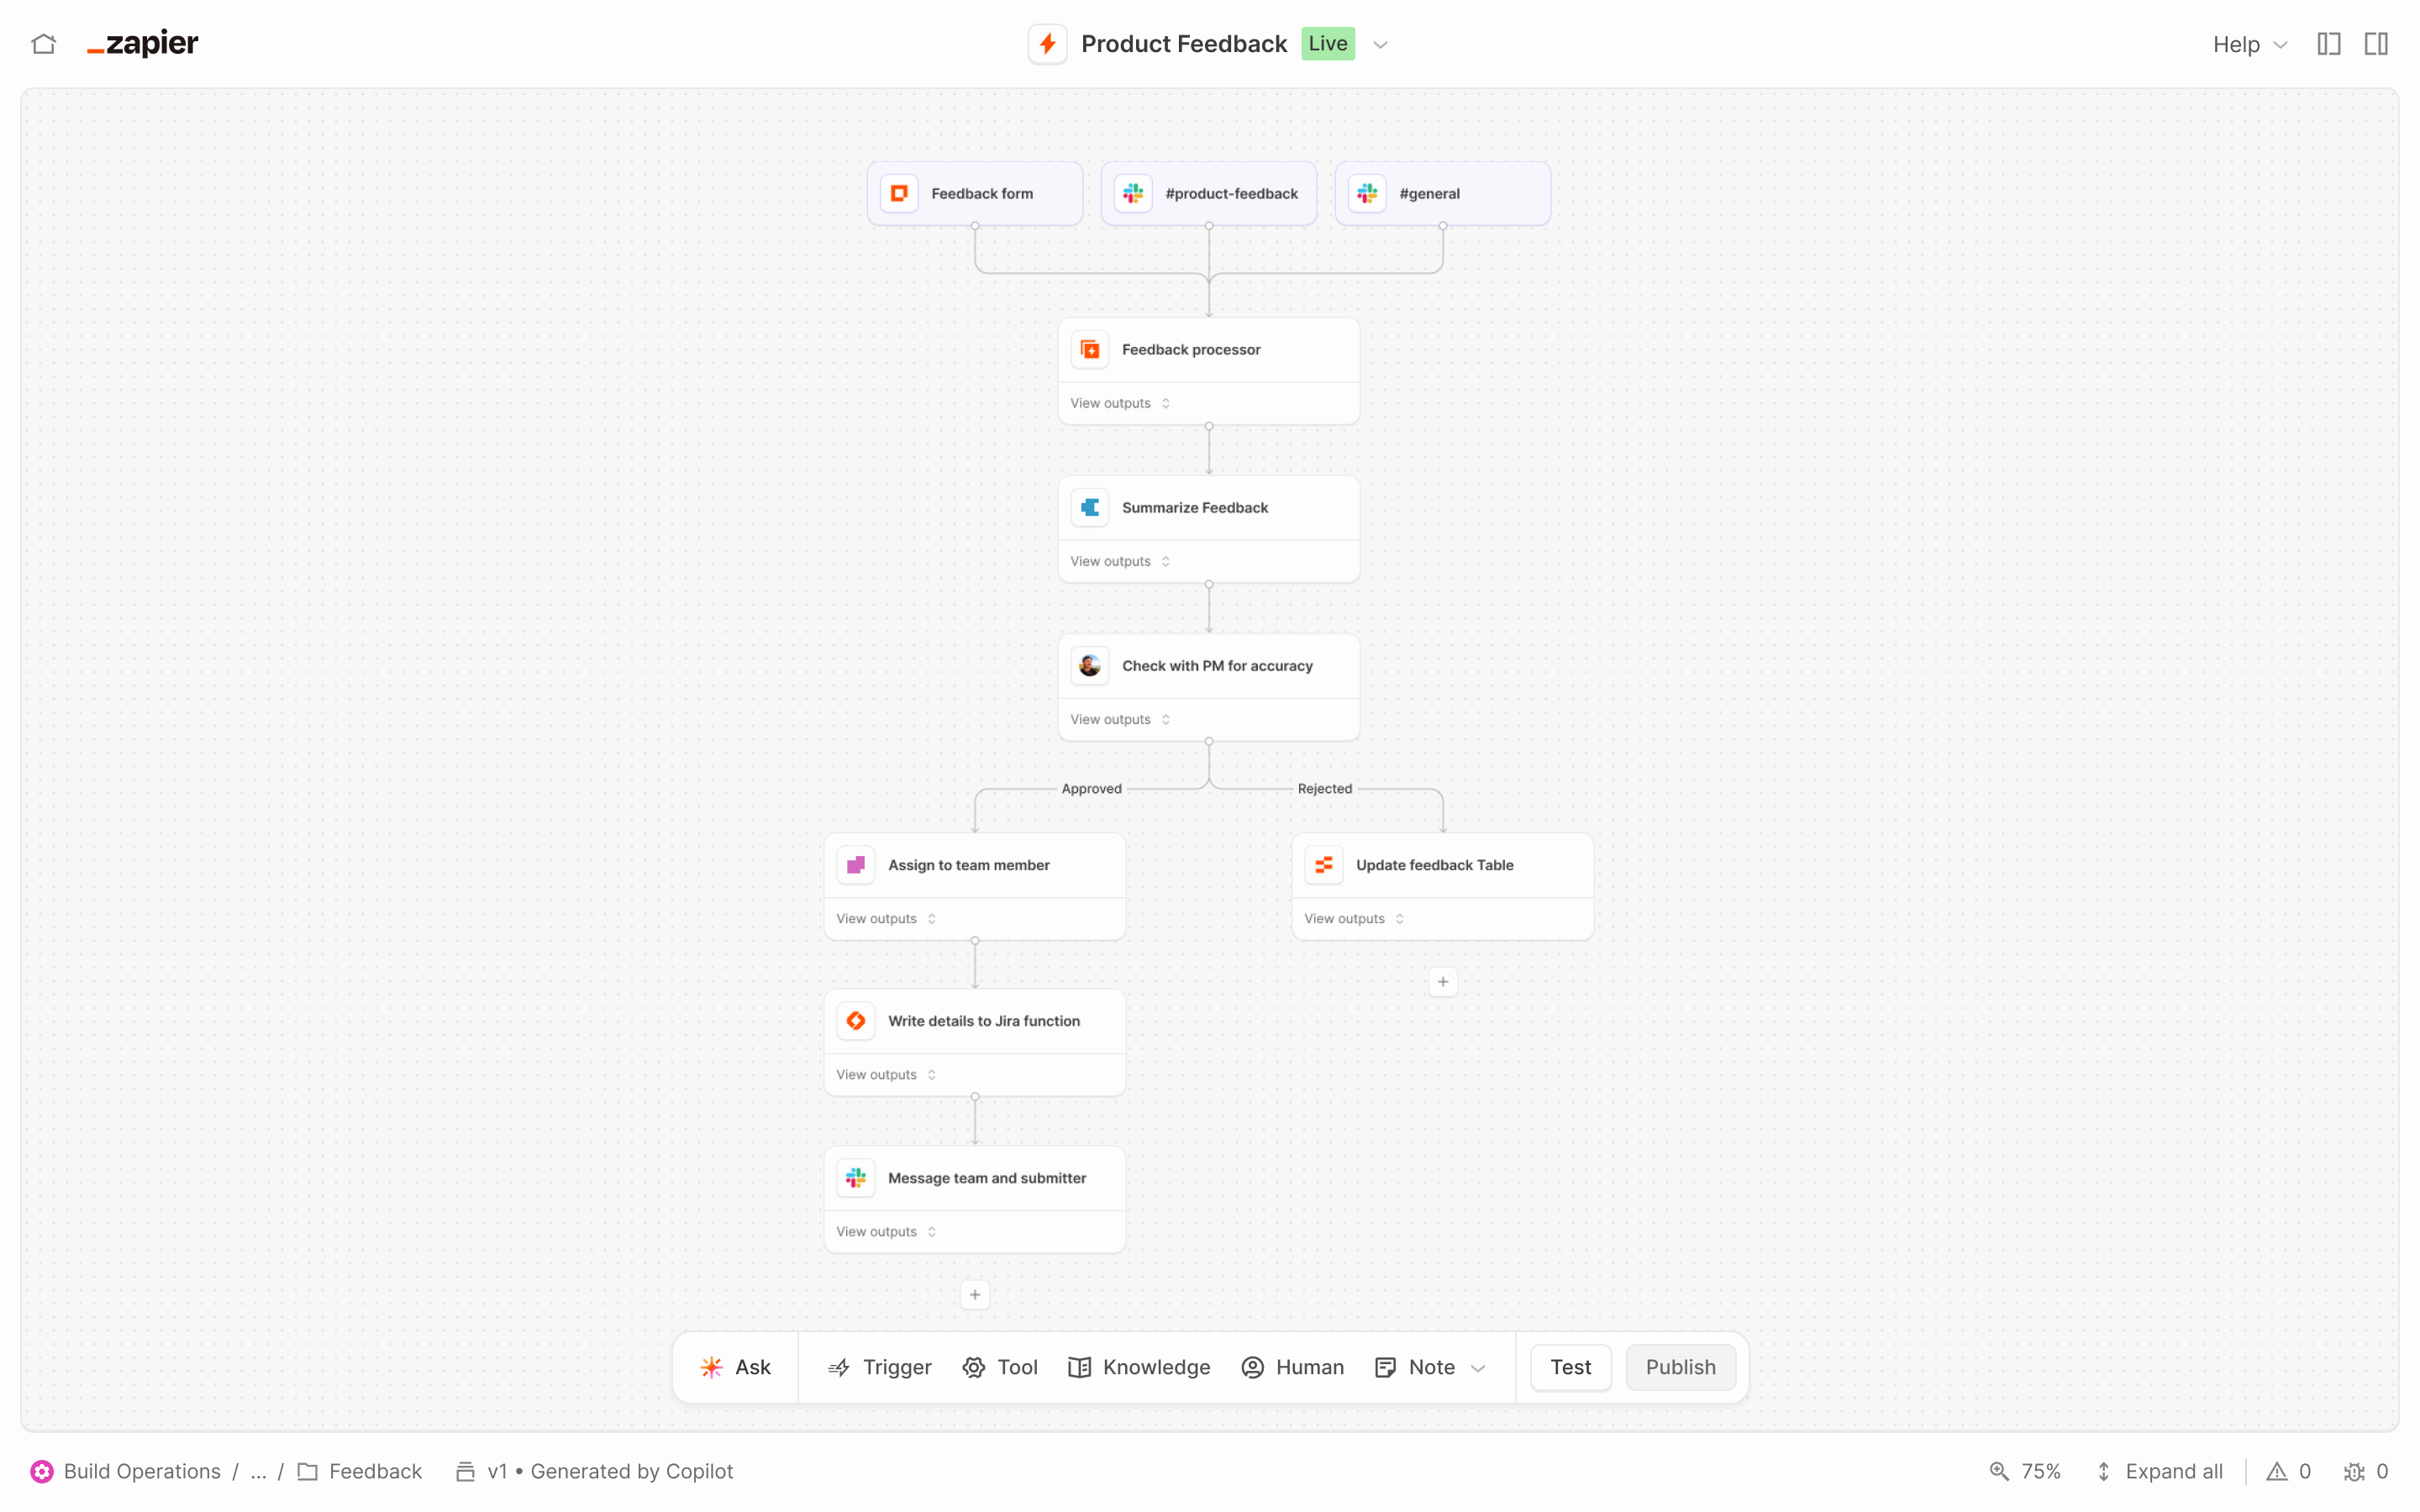 zapier
Product Feedback
Live
Help
Feedback form
#product-feedback
#general
Feedback processor
View outputs
Summarize Feedback
View outputs
Check with PM for accuracy
View outputs
Approved
Rejected
Assign to team member
View outputs
Update feedback Table
View outputs
+
Write details to Jira function
View outputs
Message team and submitter
View outputs
+
Ask
Trigger
Tool
Knowledge
Human
Note
Test
Publish
Build Operations / ... / Feedback
v1 • Generated by Copilot
75%
Expand all
0
0